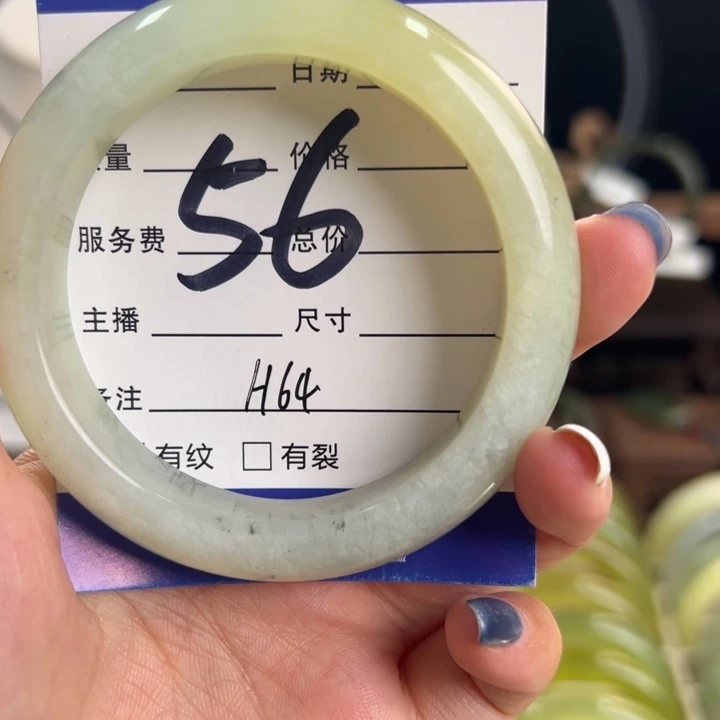 日期
量 价格
56
服务费 总价
主播 尺寸
备注 H64
有纹 □有裂